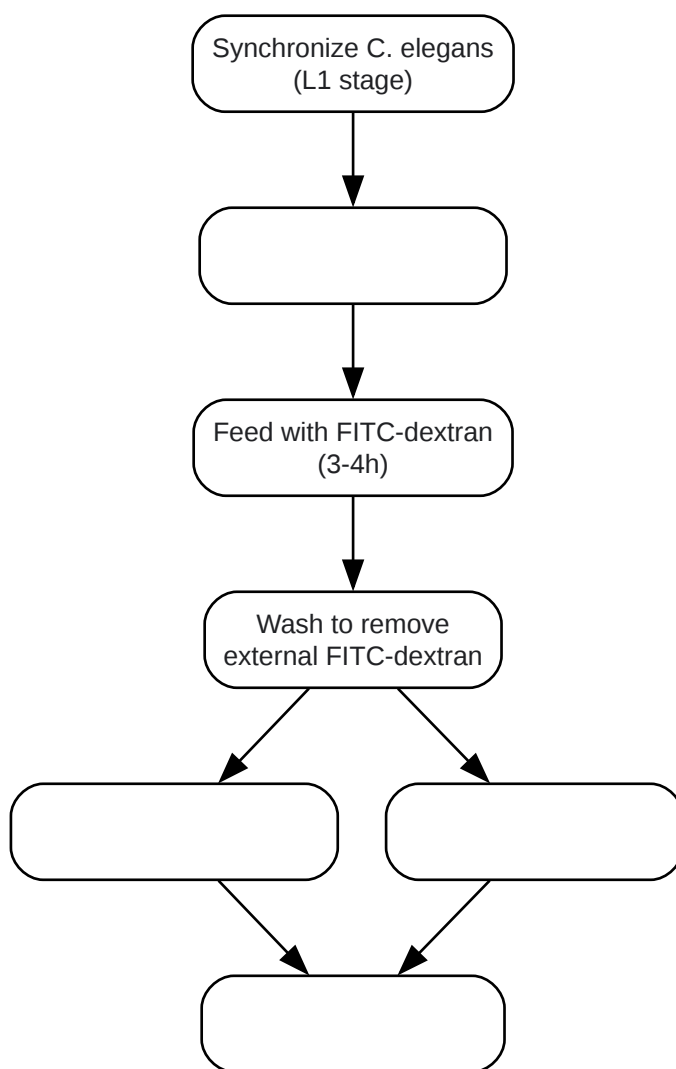 Synchronize C. elegans
(L1 stage)
Feed with FITC-dextran
(3-4h)
Wash to remove
external FITC-dextran